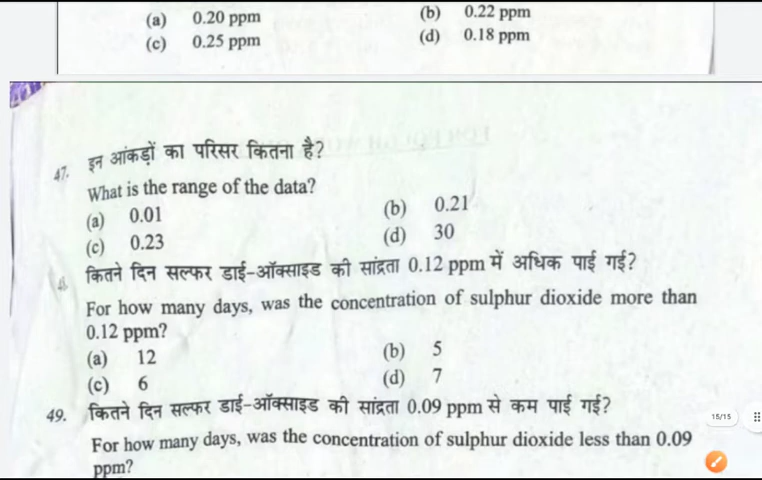 (a) 0.20 ppm (b) 0.22 ppm
(c) 0.25 ppm (d) 0.18 ppm
47. इन आंकड़ों का परिसर कितना है?
What is the range of the data?
(a) 0.01 (b) 0.21
(c) 0.23 (d) 30
कितने दिन सल्फर डाई-ऑक्साइड की सांद्रता 0.12 ppm में अधिक पाई गई?
For how many days, was the concentration of sulphur dioxide more than
0.12 ppm?
(a) 12 (b) 5
(c) 6 (d) 7
49. कितने दिन सल्फर डाई-ऑक्साइड की सांद्रता 0.09 ppm से कम पाई गई?
For how many days, was the concentration of sulphur dioxide less than 0.09
ppm?
15/15